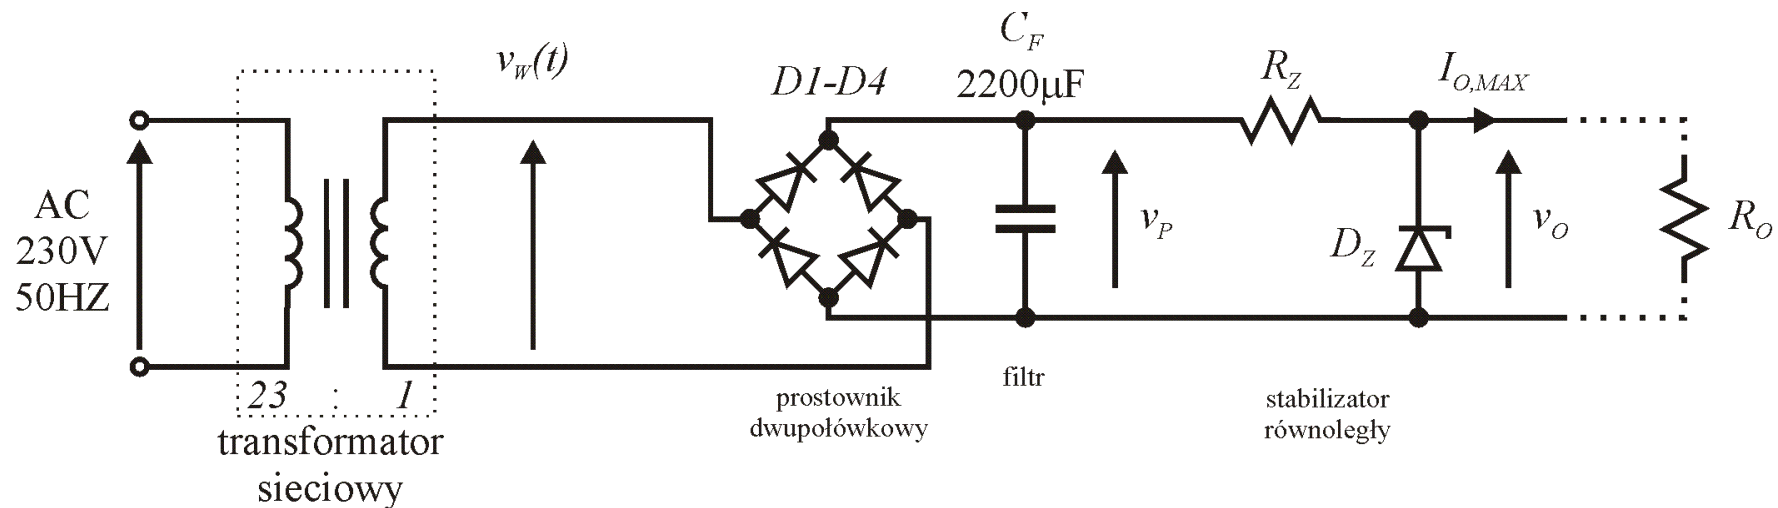 AC
230V
50HZ
23 : 1
transformator
sieciowy
v_W(t)
D1-D4
prostownik
dwupołówkowy
C_F
2200µF
filtr
v_P
R_Z
stabilizator
równoległy
I_O,MAX
D_Z
v_O
R_O